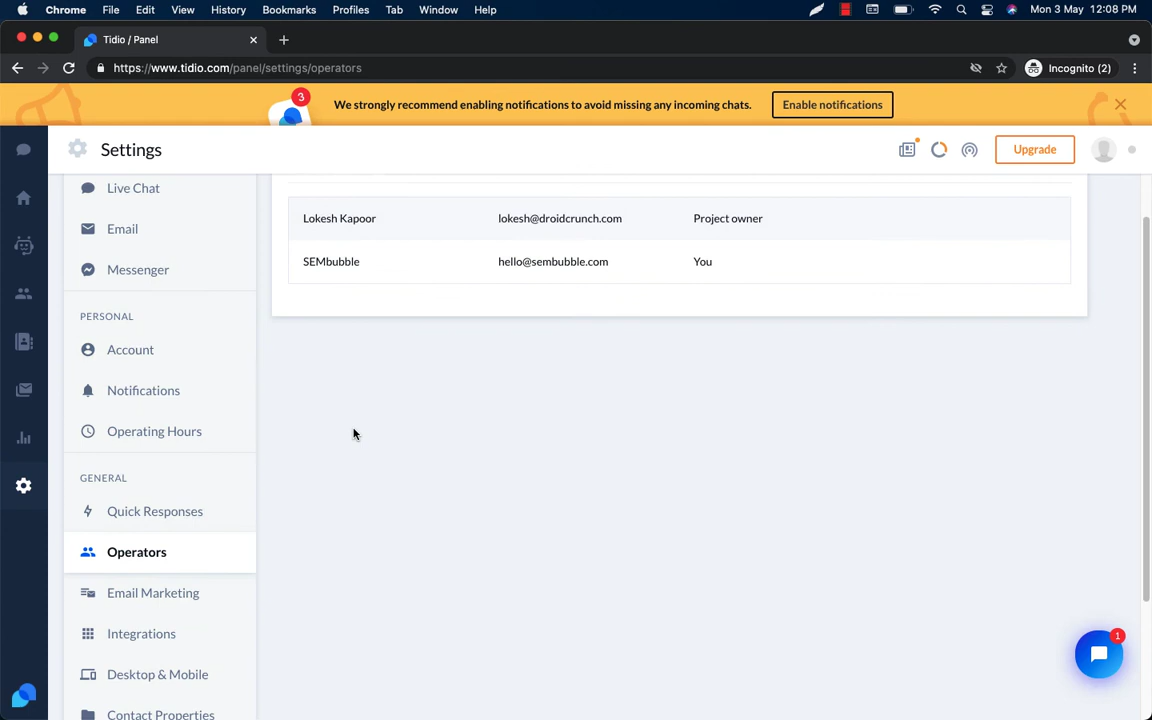 Chrome File Edit View History Bookmarks Profiles Tab Window Help Mon 3 May 12:08 PM
Tidio / Panel
https://www.tidio.com/panel/settings/operators Incognito (2)
3
We strongly recommend enabling notifications to avoid missing any incoming chats. Enable notifications
Settings Upgrade
Live Chat
Email
Messenger
PERSONAL
Account
Notifications
Operating Hours
GENERAL
Quick Responses
Operators
Email Marketing
Integrations
Desktop & Mobile
Contact Properties
Lokesh Kapoor lokesh@droidcrunch.com Project owner
SEMbubble hello@sembubble.com You
1